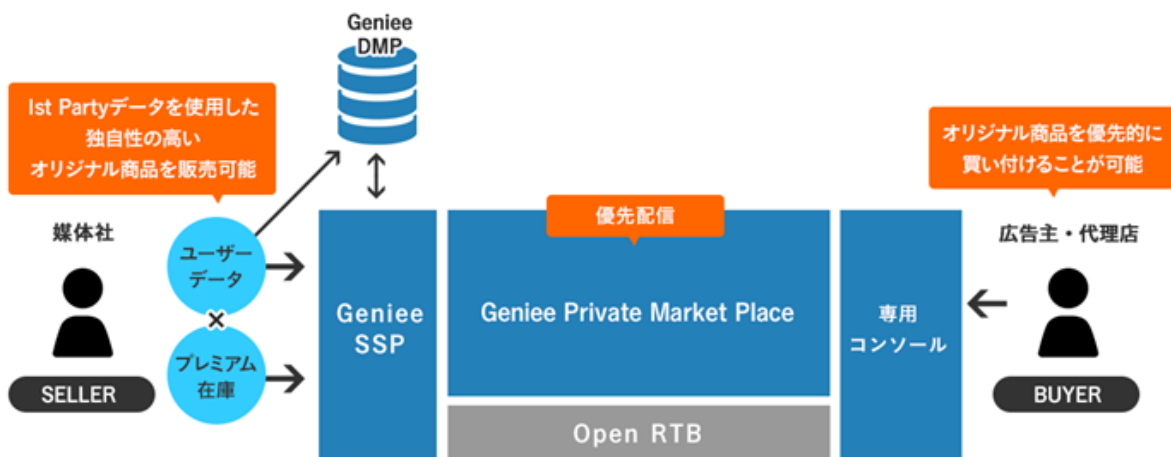 Geniee
DMP
1st Partyデータを使用した
独自性の高い
オリジナル商品を販売可能
オリジナル商品を優先的に
買い付けることが可能
優先配信
媒体社
ユーザー
データ
×
プレミアム
在庫
SELLER
Geniee
SSP
Geniee Private Market Place
Open RTB
専用
コンソール
広告主・代理店
BUYER